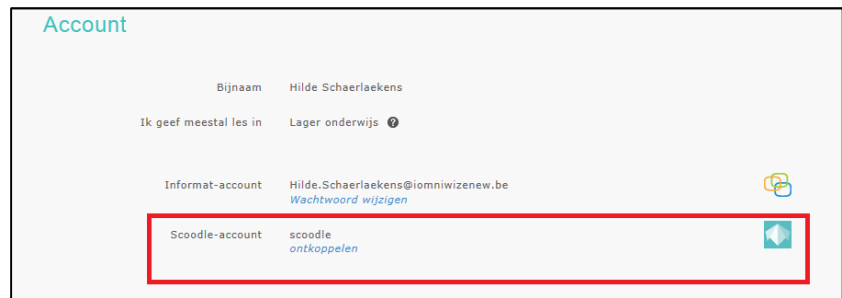 Account
Bijnaam Hilde Schaerlaekens
Ik geef meestal les in Lager onderwijs ?
Informat-account Hilde.Schaerlaekens@iomniwizenew.be
Wachtwoord wijzigen
Scoodle-account scoodle
ontkoppelen